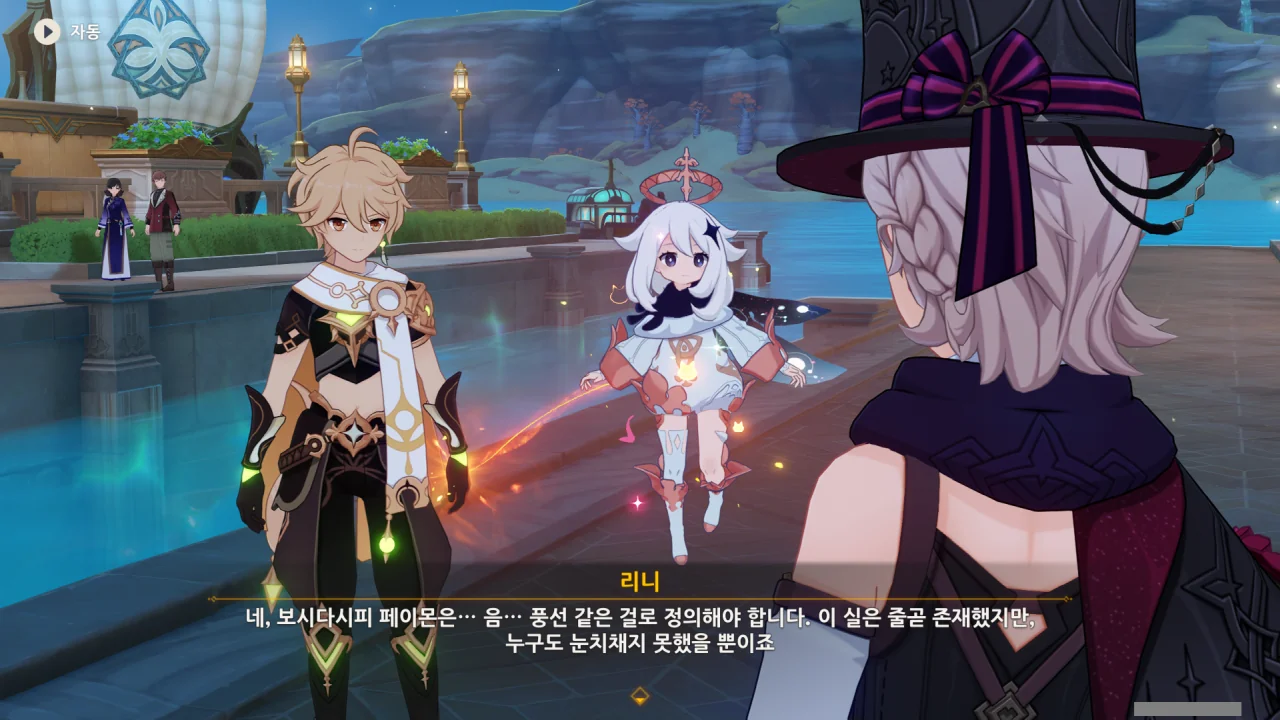 자동
리니
네, 보시다시피 페이몬은… 음… 풍선 같은 걸로 정의해야 합니다. 이 실은 줄곧 존재했지만,
누구도 눈치채지 못했을 뿐이죠